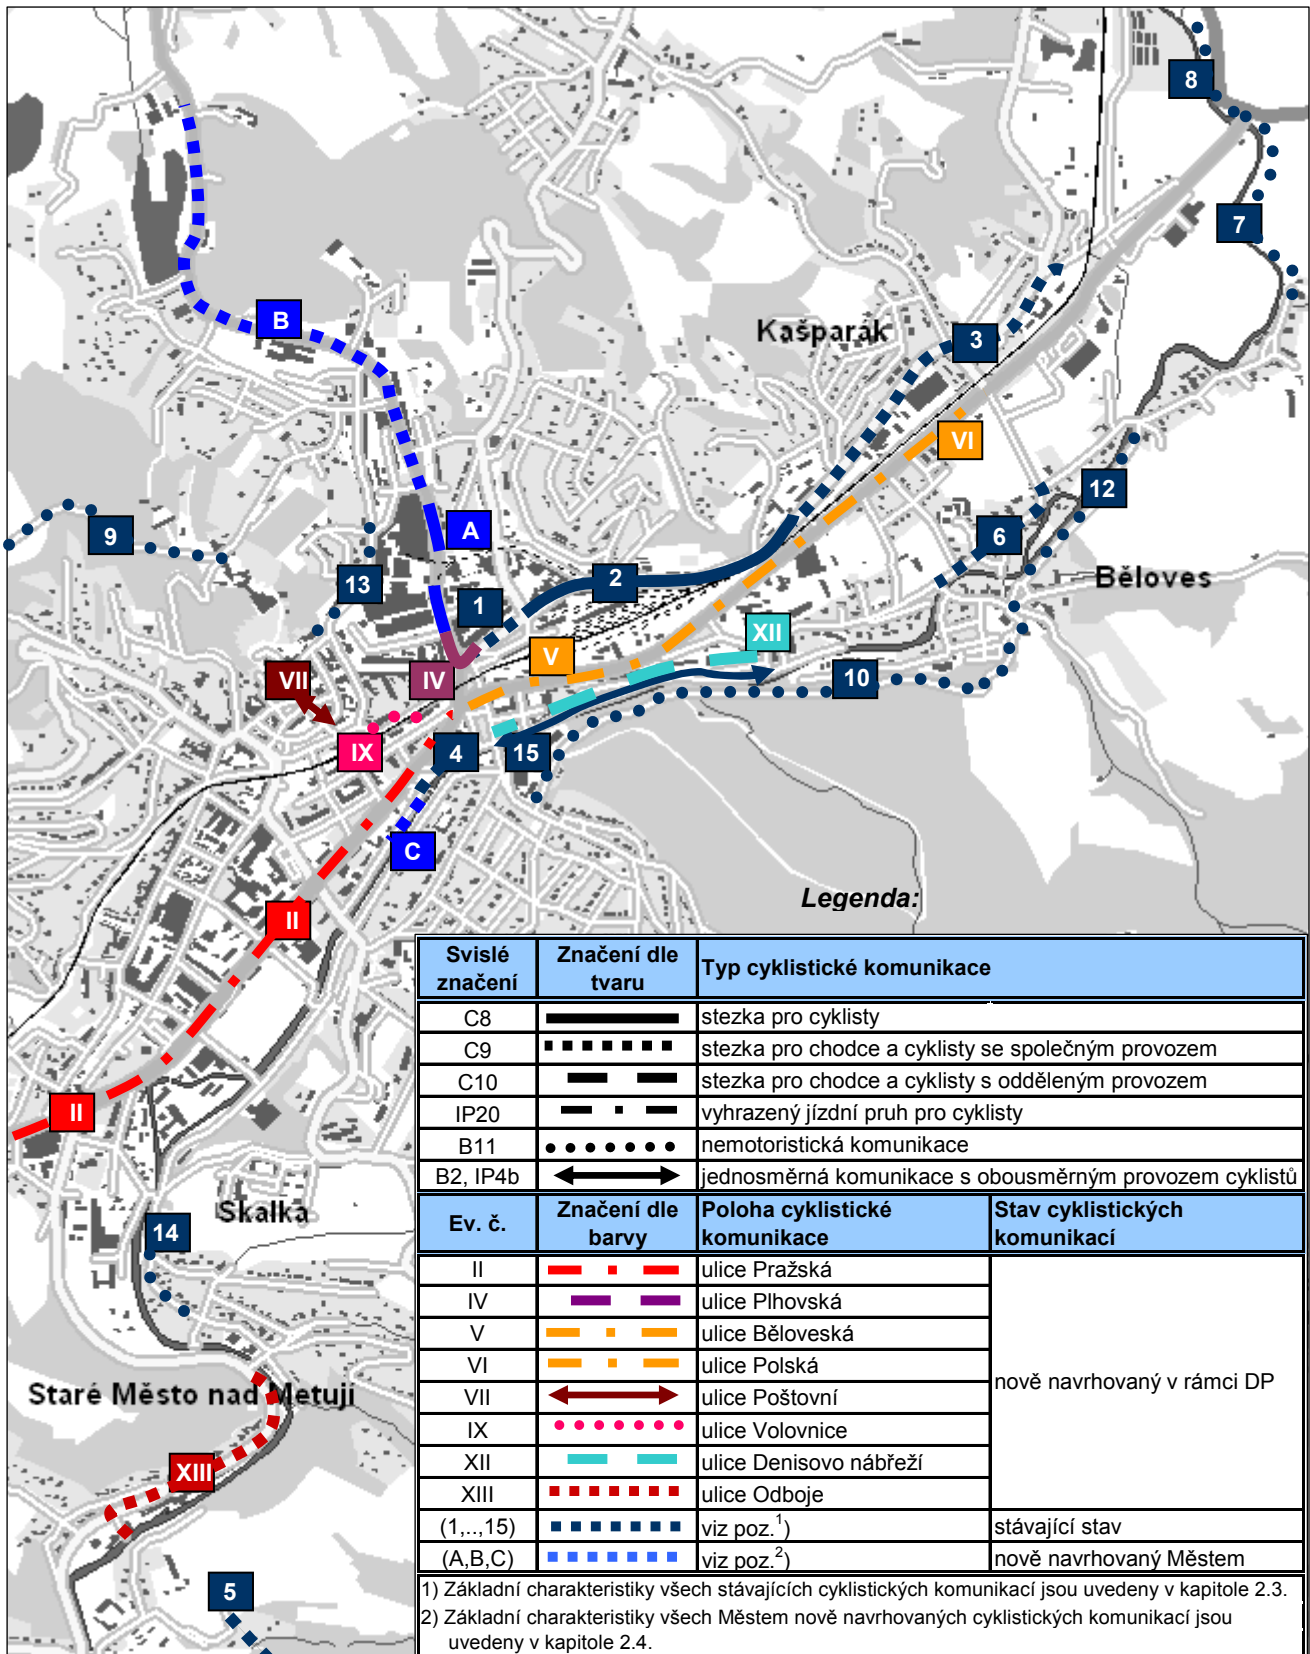 8
7
B
Kašparák
3
VI
12
9
A
6
13
2
Běloves
1
XII
V
VII
IV
10
IX
4
15
C
Legenda:
II
Svislé značení
Značení dle tvaru
Typ cyklistické komunikace
C8 stezka pro cyklisty
C9 stezka pro chodce a cyklisty se společným provozem
C10 stezka pro chodce a cyklisty s odděleným provozem
IP20 vyhrazený jízdní pruh pro cyklisty
B11 nemotoristická komunikace
B2, IP4b jednosměrná komunikace s obousměrným provozem cyklistů
Ev. č.
Značení dle barvy
Poloha cyklistické komunikace
Stav cyklistických komunikací
II ulice Pražská
IV ulice Plhovská
V ulice Běloveská
VI ulice Polská
nově navrhovaný v rámci DP
VII ulice Poštovní
IX ulice Volovnice
XII ulice Denisovo nábřeží
XIII ulice Odboje
(1,..,15) viz poz.1) stávající stav
(A,B,C) viz poz.2) nově navrhovaný Městem
1) Základní charakteristiky všech stávajících cyklistických komunikací jsou uvedeny v kapitole 2.3.
2) Základní charakteristiky všech Městem nově navrhovaných cyklistických komunikací jsou
uvedeny v kapitole 2.4.
II
Skalka
14
Staré Město nad Metují
XIII
5